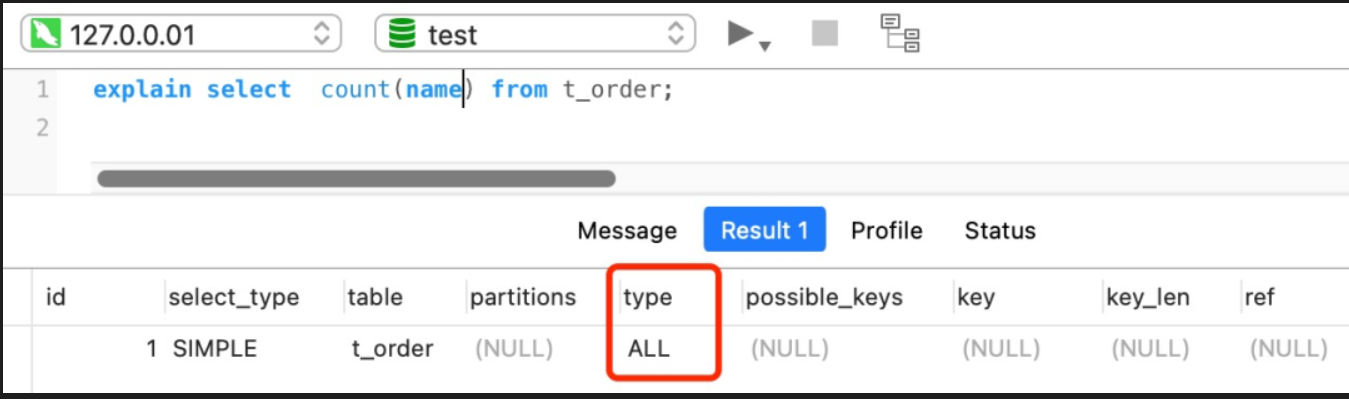 127.0.0.01 test
1 explain select count(name) from t_order;
2
Message Result 1 Profile Status
id select_type table partitions type possible_keys key key_len ref
1 SIMPLE t_order (NULL) ALL (NULL) (NULL) (NULL) (NULL)